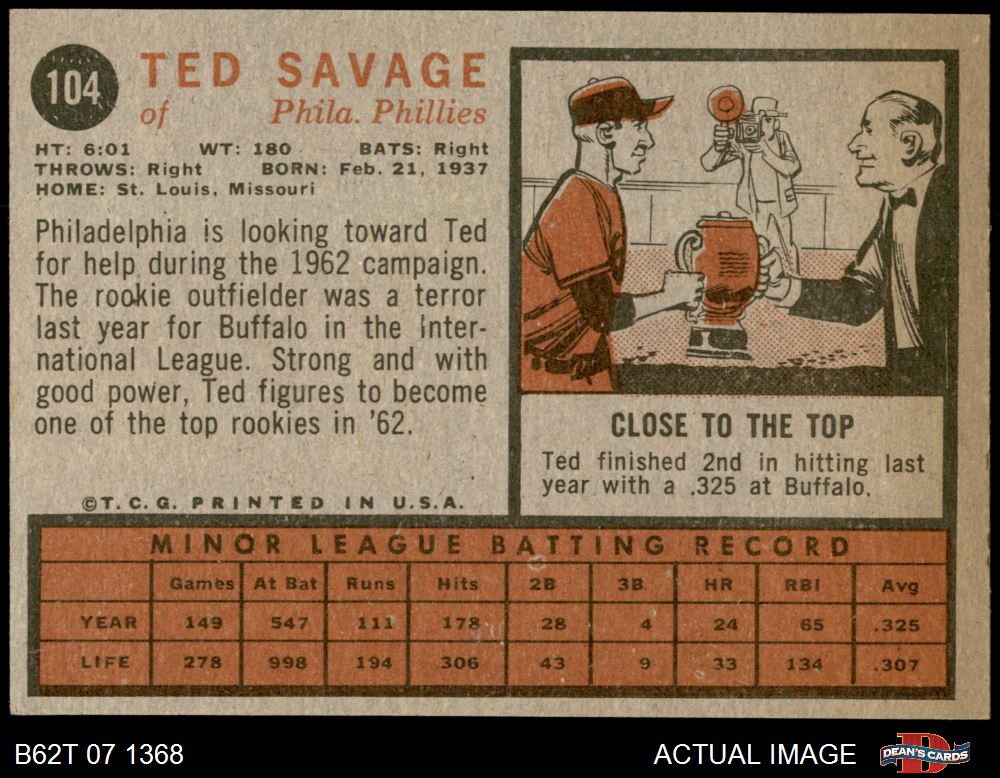 104
TED SAVAGE
of Phila. Phillies
HT: 6:01 WT: 180 BATS: Right
THROWS: Right BORN: Feb. 21, 1937
HOME: St. Louis, Missouri
Philadelphia is looking toward Ted
for help during the 1962 campaign.
The rookie outfielder was a terror
last year for Buffalo in the Inter-
national League. Strong and with
good power, Ted figures to become
one of the top rookies in '62.
©T.C.G. PRINTED IN U.S.A.
CLOSE TO THE TOP
Ted finished 2nd in hitting last
year with a .325 at Buffalo.
MINOR LEAGUE BATTING RECORD
Games At Bat Runs Hits 2B 3B HR RBI Avg
YEAR 149 547 111 178 28 4 24 65 .325
LIFE 278 998 194 306 43 9 33 134 .307
B62T 07 1368
ACTUAL IMAGE
DEAN'S CARDS